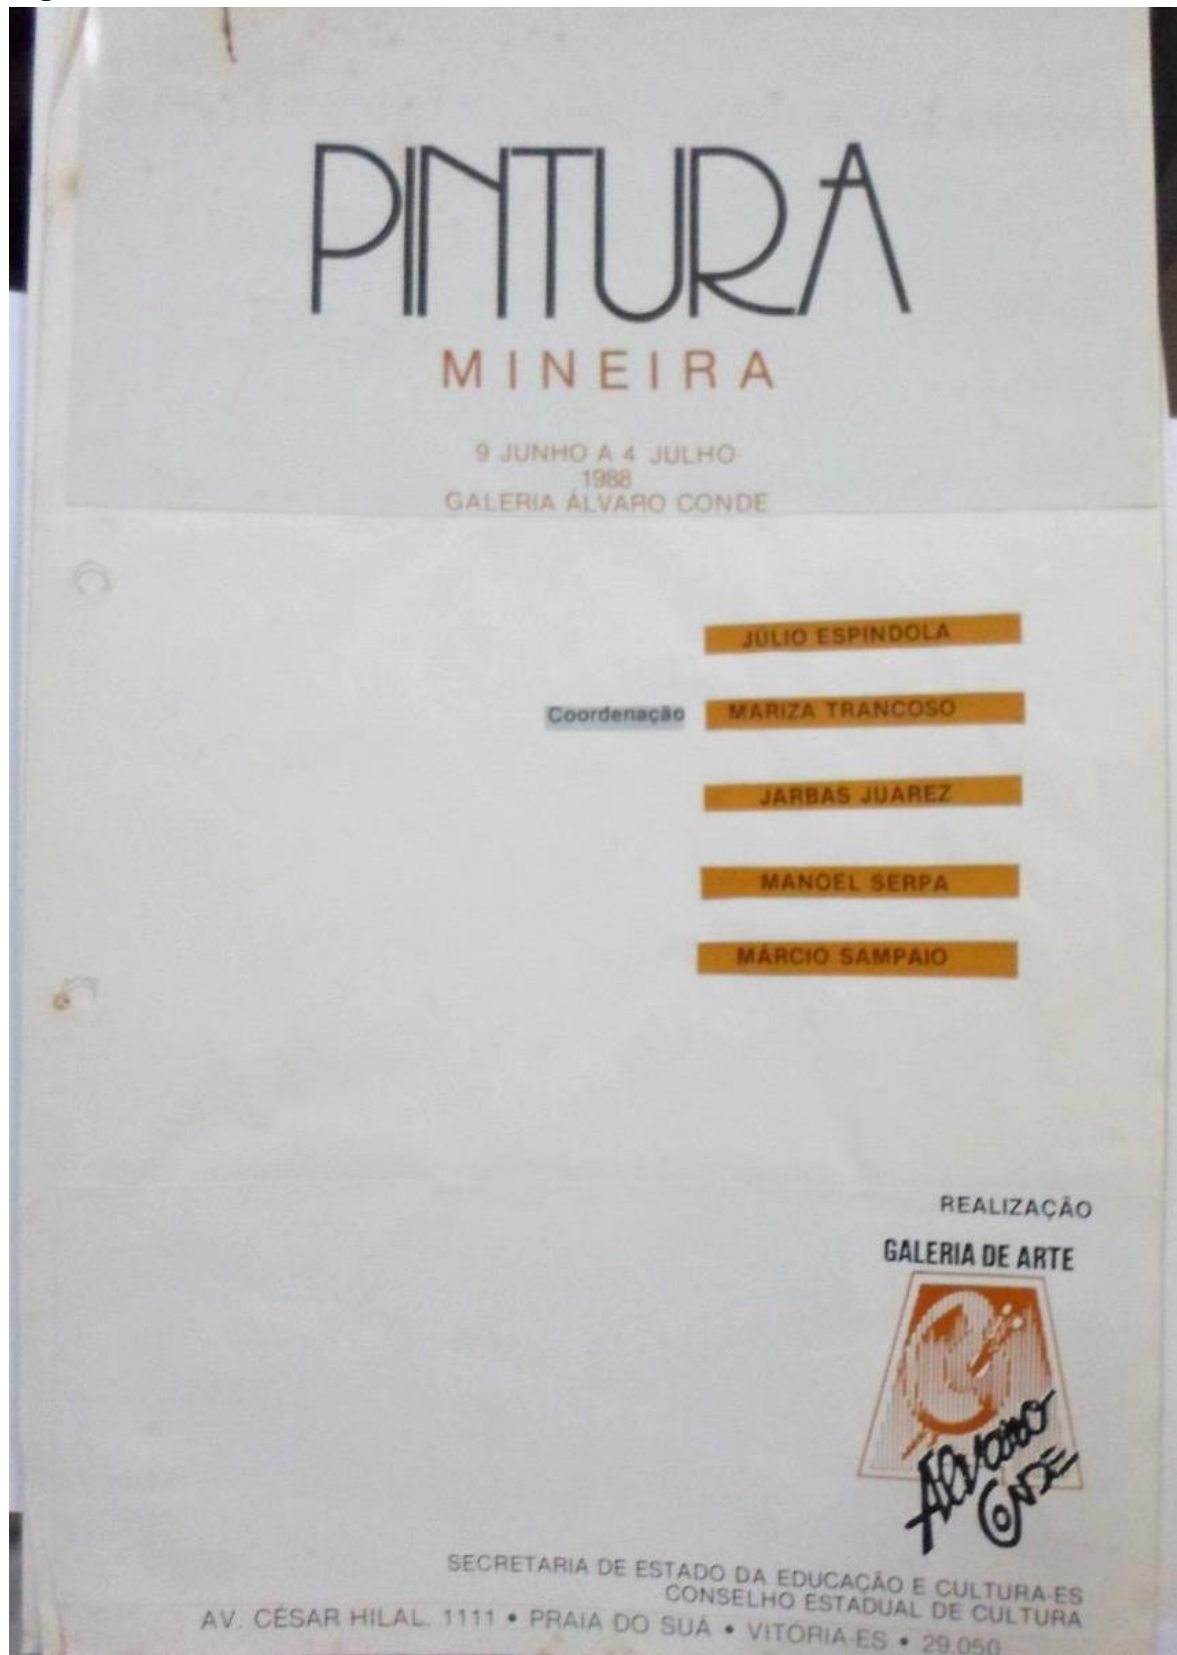 PINTURA
MINEIRA
9 JUNHO A 4 JULHO
1988
GALERIA ÁLVARO CONDE
JÚLIO ESPINDOLA
Coordenação MARIZA TRANCOSO
JARBAS JUAREZ
MANOEL SERPA
MÁRCIO SAMPAIO
REALIZAÇÃO
GALERIA DE ARTE
Álvaro
CONDE
SECRETARIA DE ESTADO DA EDUCAÇÃO E CULTURA-ES
CONSELHO ESTADUAL DE CULTURA
AV. CÉSAR HILAL, 1111 • PRAIA DO SUÁ • VITÓRIA-ES • 29.050